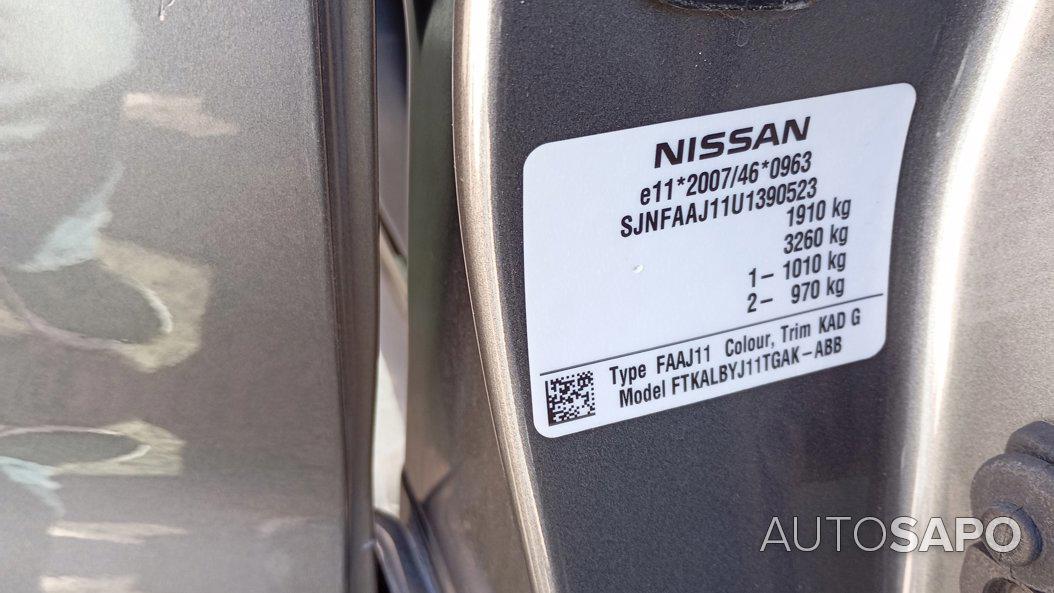 NISSAN
e11*2007/46*0963
SJNFAAJ11U1390523
1910 kg
3260 kg
1- 1010 kg
2- 970 kg
Type FAAJ11 Colour, Trim KAD G
Model FTKALBYJ11TGAK-ABB
AUTOSAPO